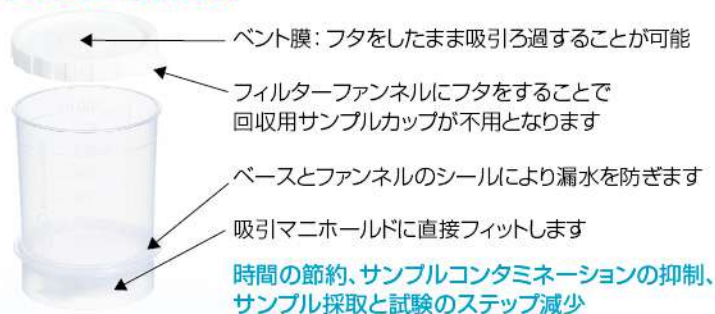 ベント膜：フタをしたまま吸引ろ過することが可能
フィルターファンネルにフタをすることで
回収用サンプルカップが不用となります
ベースとファンネルのシールにより漏水を防ぎます
吸引マニホールドに直接フィットします
時間の節約、サンプルコンタミネーションの抑制、
サンプル採取と試験のステップ減少